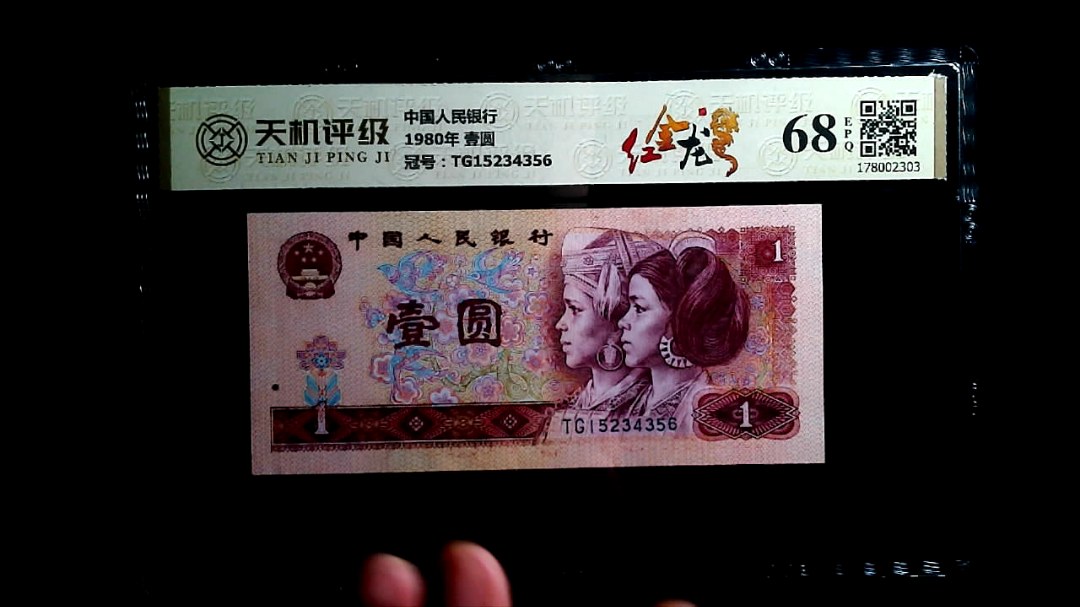 天机评级
TIAN JI PING JI
中国人民银行
1980年 壹圆
冠号：TG15234356
红金龙
68
EPQ
178002303
中国人民银行
1
壹圆
1
TG15234356
1